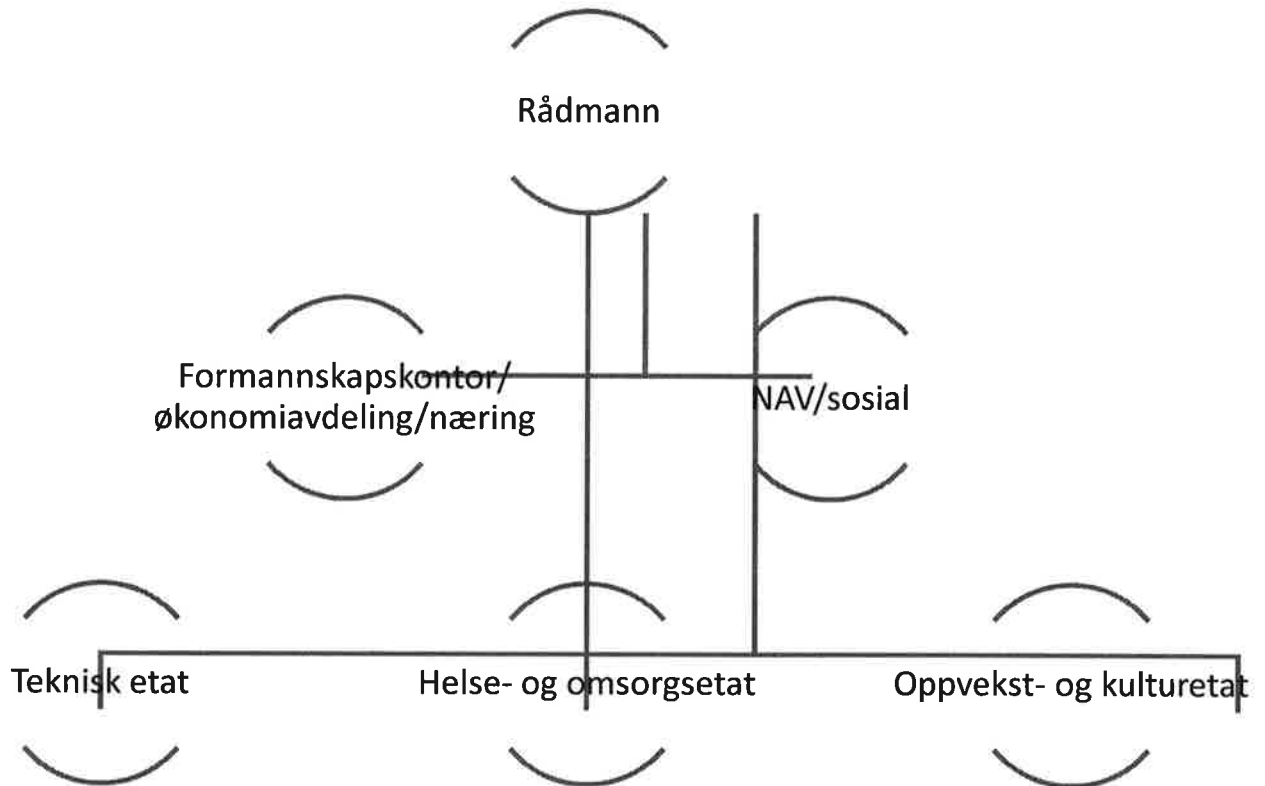 Rådmann
Formannskapskontor/
økonomiavdeling/næring
NAV/sosial
Teknisk etat
Helse- og omsorgsetat
Oppvekst- og kulturetat